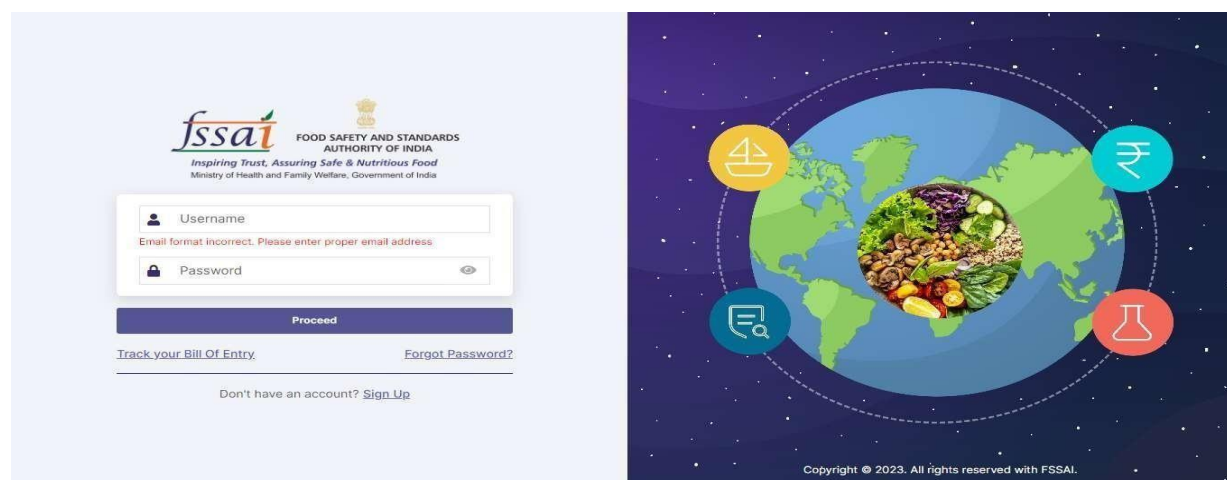 fssai
FOOD SAFETY AND STANDARDS
AUTHORITY OF INDIA
Inspiring Trust, Assuring Safe & Nutritious Food
Ministry of Health and Family Welfare, Government of India
Username
Email format incorrect. Please enter proper email address
Password
Proceed
Track your Bill Of Entry
Forgot Password?
Don't have an account? Sign Up
₹
Copyright © 2023. All rights reserved with FSSAI.